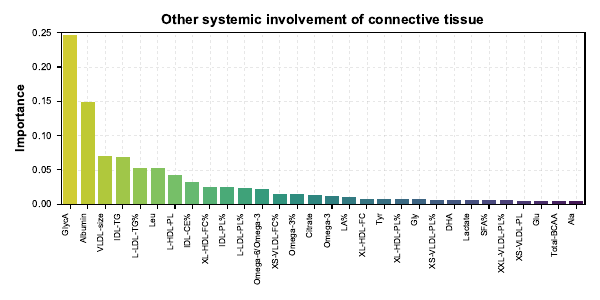 Other systemic involvement of connective tissue
Importance
0.25
0.20
0.15
0.10
0.05
0.00
GlycA
Albumin
VLDL-size
IDL-TG
L-LDL-TG%
Leu
L-HDL-PL
IDL-CE%
XL-HDL-FC%
IDL-PL%
L-LDL-PL%
Omega-6/Omega-3
XS-VLDL-FC%
Omega-3%
Citrate
Omega-3
LA%
XL-HDL-FC
Tyr
XL-HDL-PL%
Gly
XS-VLDL-PL%
DHA
Lactate
SFA%
XXL-VLDL-PL%
XS-VLDL-PL
Glu
Total-BCAA
Ala